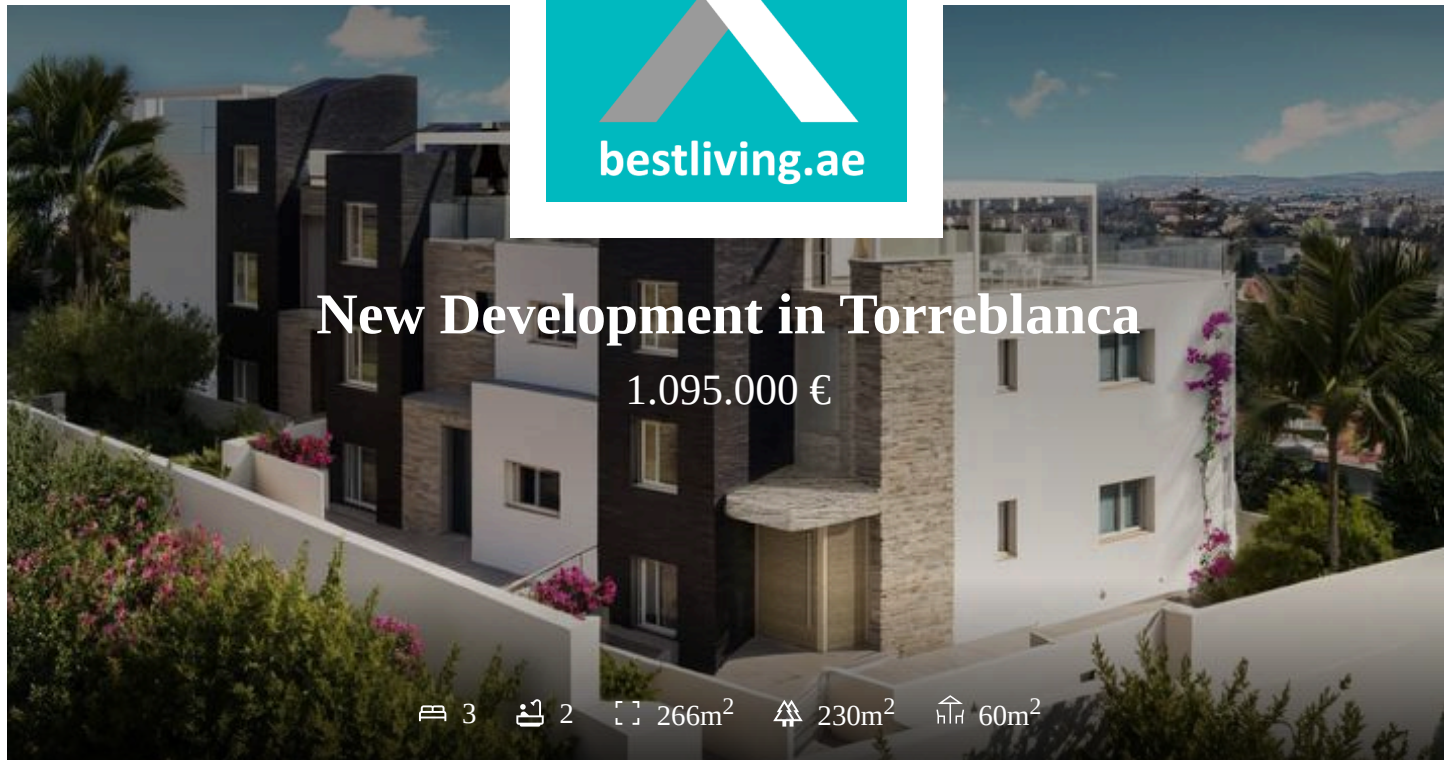 bestliving.ae
New Development in Torreblanca
1.095.000 €
3 2 266m² 230m² 60m²